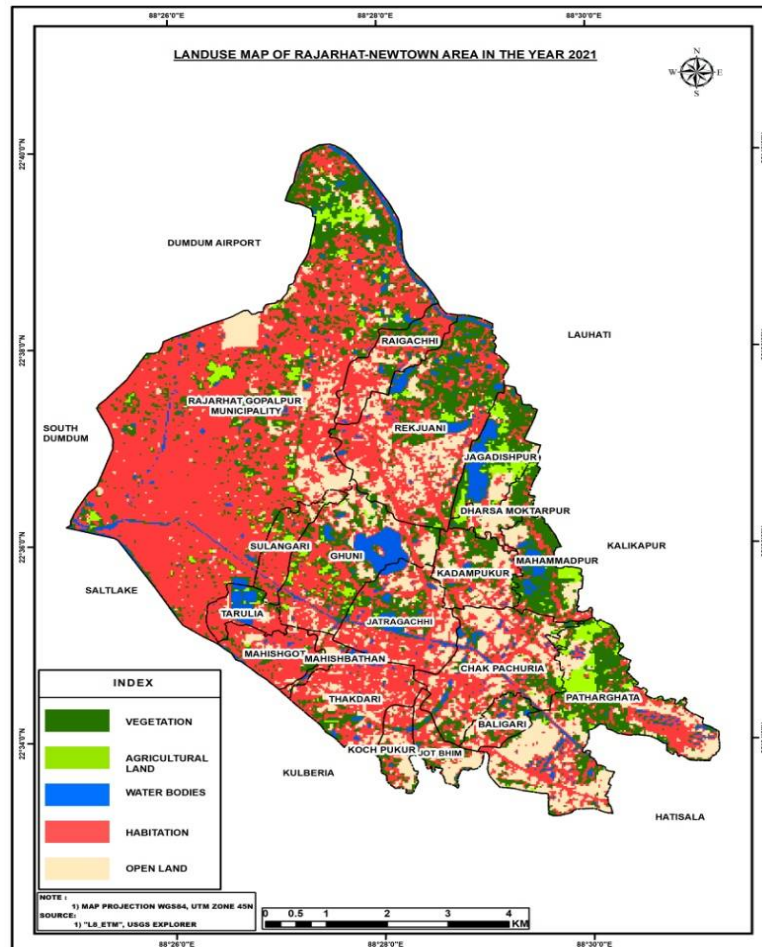 88°26'0"E 88°28'0"E 88°30'0"E
LANDUSE MAP OF RAJARHAT-NEWTOWN AREA IN THE YEAR 2021
N
W E
S
22°40'0"N
DUMDUM AIRPORT
LAUHATI
RAIGACHHI
22°38'0"N
RAJARHAT GOPALPUR
MUNICIPALITY
REKJUANI
SOUTH
DUMDUM
JAGADISHPUR
DHARSA MOKTARPUR
KALIKAPUR
22°36'0"N
SULANGARI
GHUNI
MAHAMMADPUR
KADAMPUKUR
SALTLAKE
TARULIA
JATRAGACHHI
MAHISHGOT
MAHISHBATHAN
CHAK PACHURIA
PATHARGHATA
THAKDARI
BALIGARI
22°34'0"N
KOCH PUKUR
JOT BHIM
KULBERIA
HATISALA
INDEX
VEGETATION
AGRICULTURAL
LAND
WATER BODIES
HABITATION
OPEN LAND
NOTE :
1) MAP PROJECTION WGS84, UTM ZONE 45N
SOURCE:
1) "L8_ETM", USGS EXPLORER
0 0.5 1 2 3 4
KM
88°26'0"E 88°28'0"E 88°30'0"E